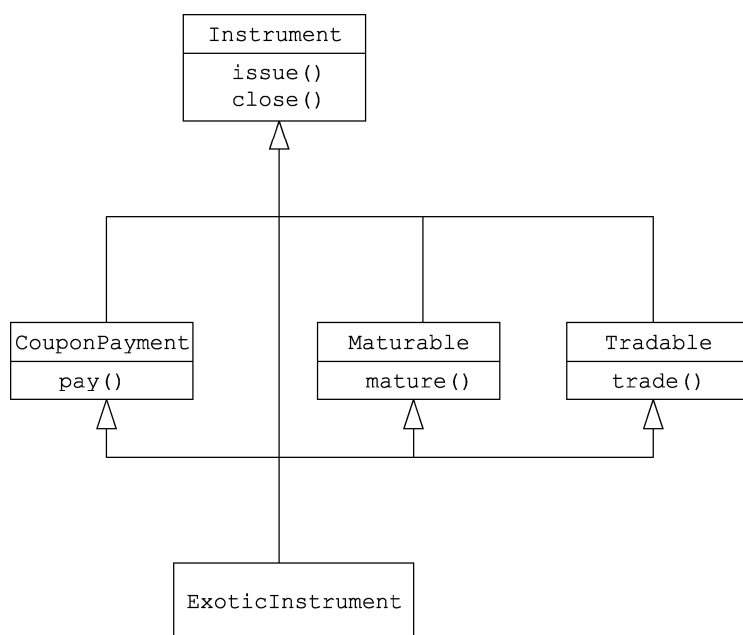 Instrument
issue()
close()
CouponPayment
pay()
Maturable
mature()
Tradable
trade()
ExoticInstrument